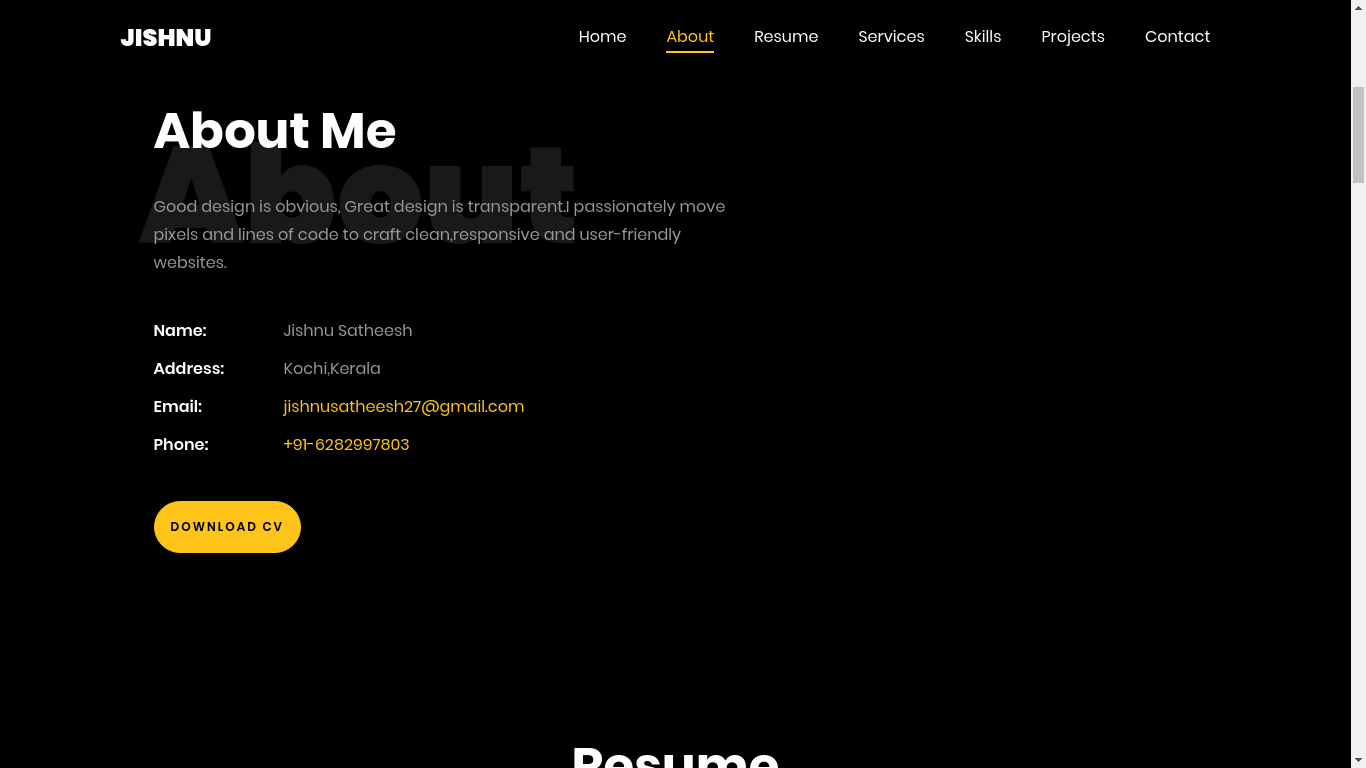 JISHNU
Home About Resume Services Skills Projects Contact
About Me
About
Good design is obvious, Great design is transparent.I passionately move
pixels and lines of code to craft clean,responsive and user-friendly
websites.
Name: Jishnu Satheesh
Address: Kochi,Kerala
Email: jishnusatheesh27@gmail.com
Phone: +91-6282997803
DOWNLOAD CV
Resume